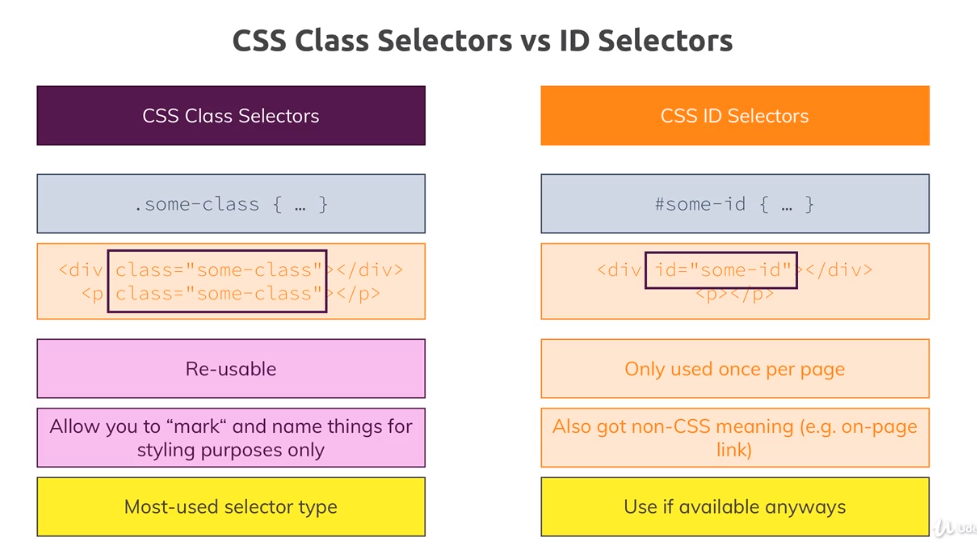 CSS Class Selectors vs ID Selectors
CSS Class Selectors
CSS ID Selectors
.some-class { … }
#some-id { … }
<div class="some-class"></div>
<p class="some-class"></p>
<div id="some-id"></div>
<p></p>
Re-usable
Only used once per page
Allow you to “mark“ and name things for
styling purposes only
Also got non-CSS meaning (e.g. on-page
link)
Most-used selector type
Use if available anyways